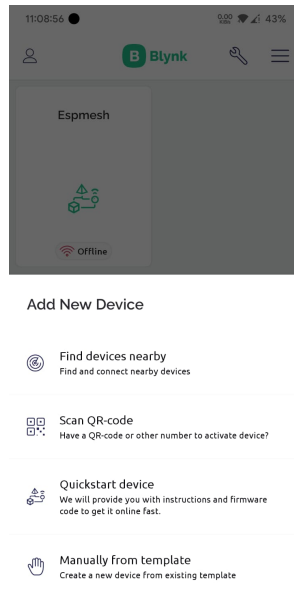 11:08:56
0.00
KB/s
43%
B Blynk
Espmesh
Offline
Add New Device
Find devices nearby
Find and connect nearby devices
Scan QR-code
Have a QR-code or other number to activate device?
Quickstart device
We will provide you with instructions and firmware
code to get it online fast.
Manually from template
Create a new device from existing template